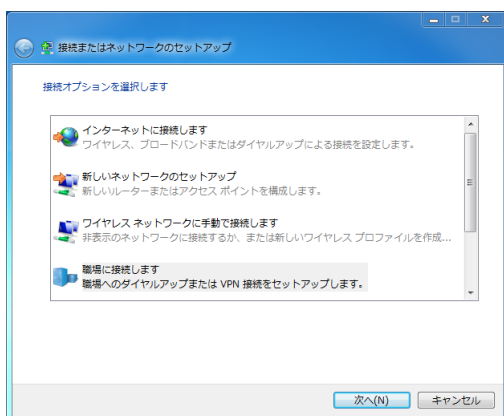 接続またはネットワークのセットアップ
接続オプションを選択します
インターネットに接続します
ワイヤレス、ブロードバンドまたはダイヤルアップによる接続を設定します。
新しいネットワークのセットアップ
新しいルーターまたはアクセス ポイントを構成します。
ワイヤレス ネットワークに手動で接続します
非表示のネットワークに接続するか、または新しいワイヤレス プロファイルを作成...
職場に接続します
職場へのダイヤルアップまたは VPN 接続をセットアップします。
次へ(N) キャンセル